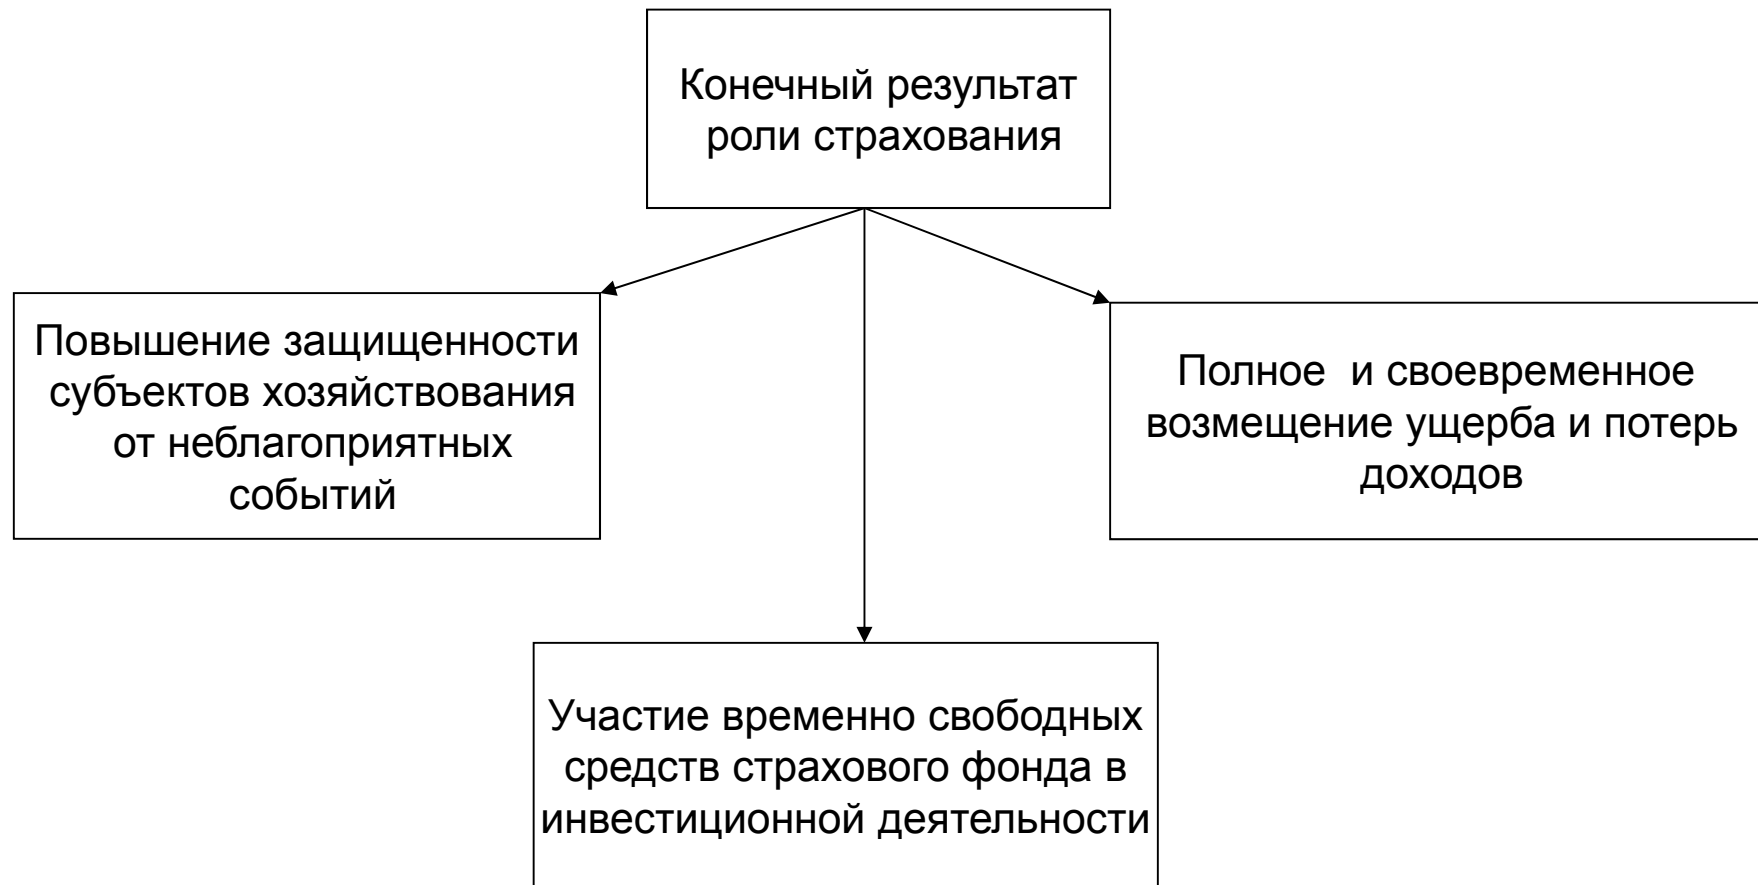 Конечный результат
роли страхования
Повышение защищенности
субъектов хозяйствования
от неблагоприятных
событий
Полное  и своевременное
возмещение ущерба и потерь
доходов
Участие временно свободных
средств страхового фонда в
инвестиционной деятельности